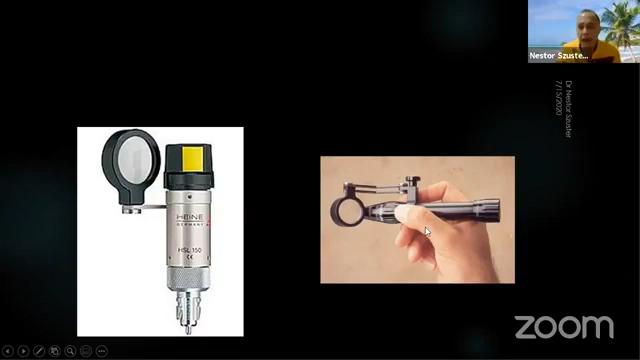 Nestor Szuste...
Dr Nestor Szuster
7/15/2020
HEINE
GERMANY
HSL 150
CE
zoom